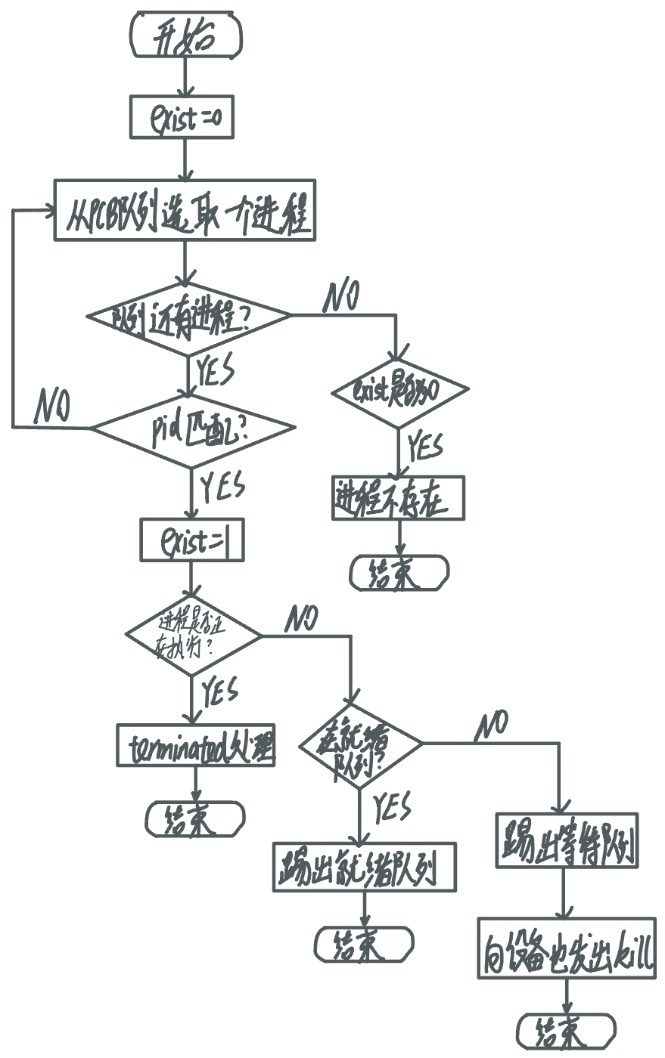 开始
exist=0
从PCB队列选取一个进程
队列还有进程?
NO
YES
exist是否为0
NO
pid匹配?
YES
YES
进程不存在
exist=1
结束
进程是否正
在执行?
NO
YES
terminated处理
在就绪
队列?
NO
结束
YES
踢出等待队列
踢出就绪队列
结束
向设备也发出kill
结束